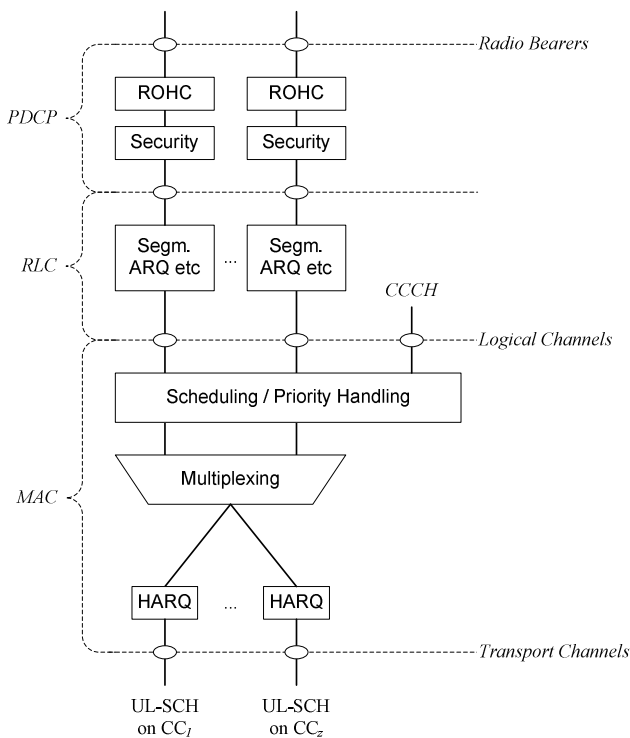 Radio Bearers
ROHC ROHC
PDCP
Security Security
Segm. Segm.
ARQ etc ... ARQ etc
RLC
CCCH
Logical Channels
Scheduling / Priority Handling
Multiplexing
MAC
HARQ ... HARQ
Transport Channels
UL-SCH UL-SCH
on CC1 on CCz